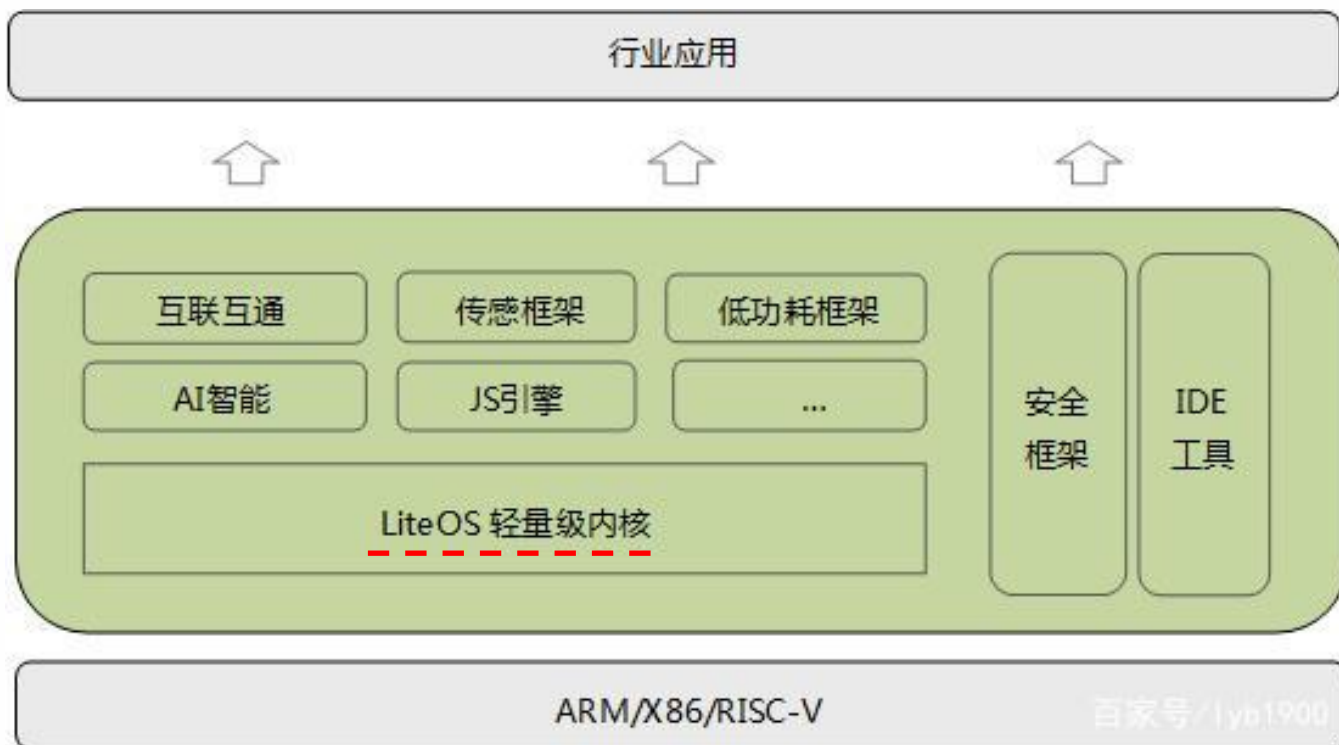 行业应用
互联互通
传感框架
低功耗框架
AI智能
JS引擎
...
安全
框架
IDE
工具
LiteOS 轻量级内核
ARM/X86/RISC-V
百家号/lyb1900